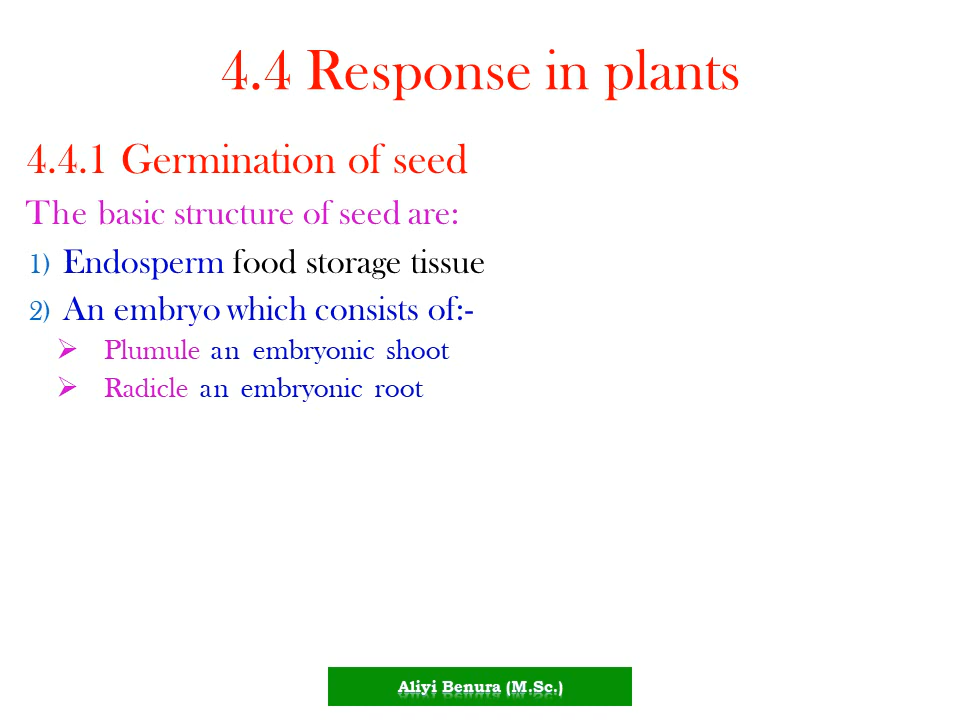 4.4 Response in plants
4.4.1 Germination of seed
The basic structure of seed are:
1) Endosperm food storage tissue
2) An embryo which consists of:-
➢ Plumule an embryonic shoot
➢ Radicle an embryonic root
Aliyi Benura (M.Sc.)